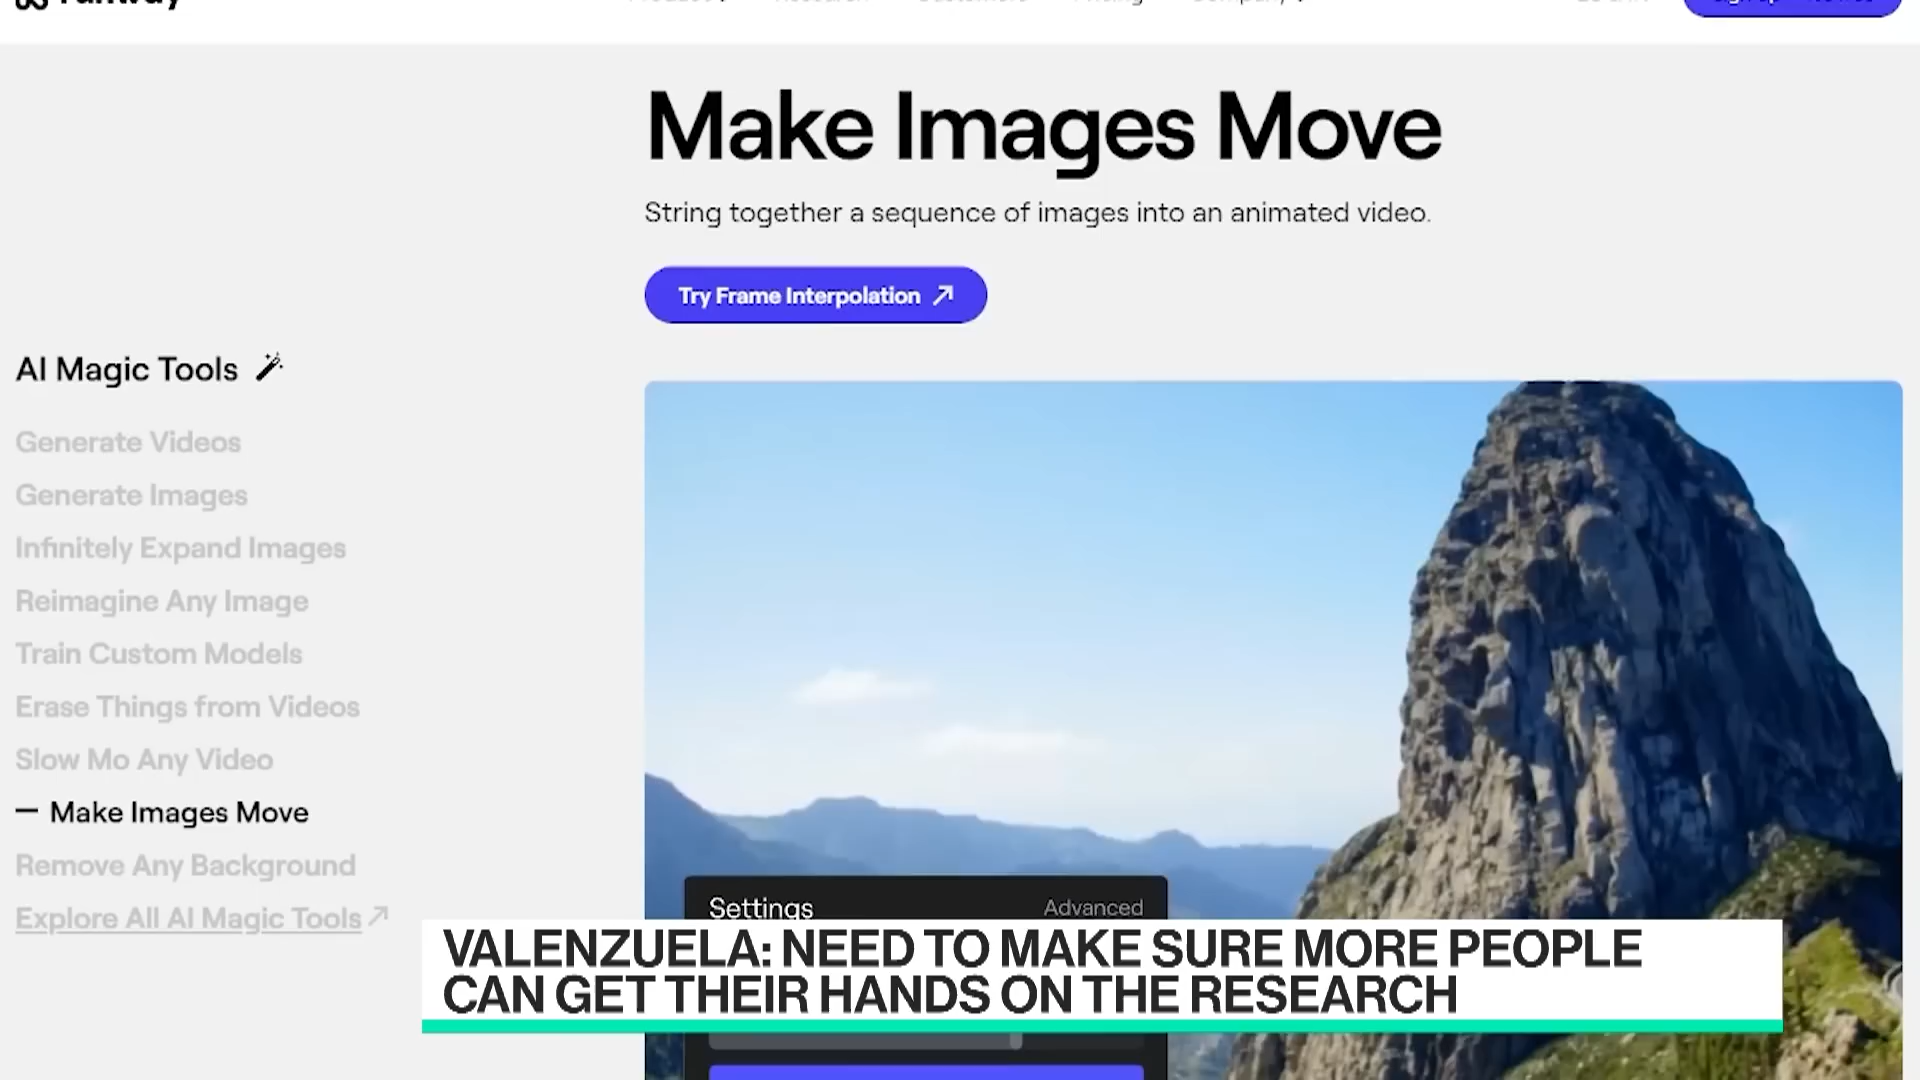 Make Images Move
String together a sequence of images into an animated video.
Try Frame Interpolation
AI Magic Tools
Generate Videos
Generate Images
Infinitely Expand Images
Reimagine Any Image
Train Custom Models
Erase Things from Videos
Slow Mo Any Video
Make Images Move
Remove Any Background
Explore All AI Magic Tools
Settings Advanced
VALENZUELA: NEED TO MAKE SURE MORE PEOPLE
CAN GET THEIR HANDS ON THE RESEARCH